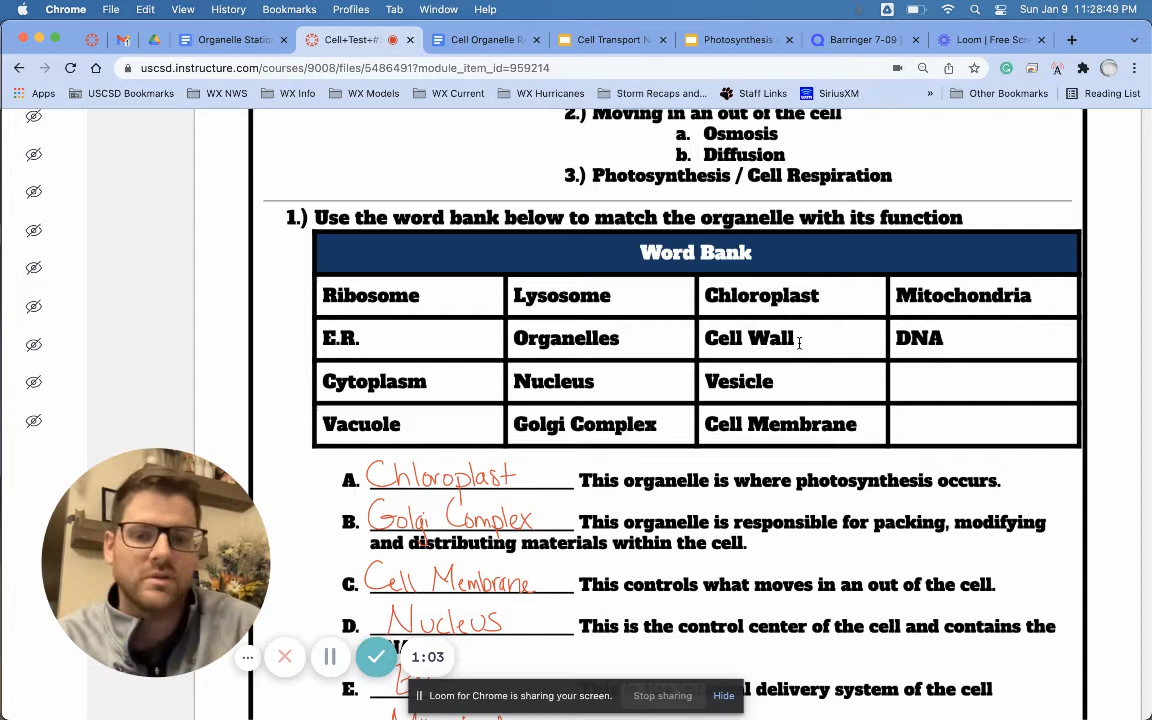 Chrome File Edit View History Bookmarks Profiles Tab Window Help Sun Jan 9 11:28:49 PM
Organelle Station Cell+Test+# Cell Organelle R Cell Transport N Photosynthesis Barringer 7-09 Loom | Free Scr
uscsd.instructure.com/courses/9008/files/5486491?module_item_id=959214
Apps USCSD Bookmarks WX NWS WX Info WX Models WX Current WX Hurricanes Storm Recaps and... Staff Links SiriusXM » Other Bookmarks Reading List
2.) Moving in an out of the cell
a. Osmosis
b. Diffusion
3.) Photosynthesis / Cell Respiration
1.) Use the word bank below to match the organelle with its function
Word Bank
Ribosome Lysosome Chloroplast Mitochondria
E.R. Organelles Cell Wall DNA
Cytoplasm Nucleus Vesicle
Vacuole Golgi Complex Cell Membrane
A. Chloroplast This organelle is where photosynthesis occurs.
B. Golgi Complex This organelle is responsible for packing, modifying
and distributing materials within the cell.
C. Cell Membrane This controls what moves in an out of the cell.
D. Nucleus This is the control center of the cell and contains the
1:03
E. delivery system of the cell
Loom for Chrome is sharing your screen. Stop sharing Hide